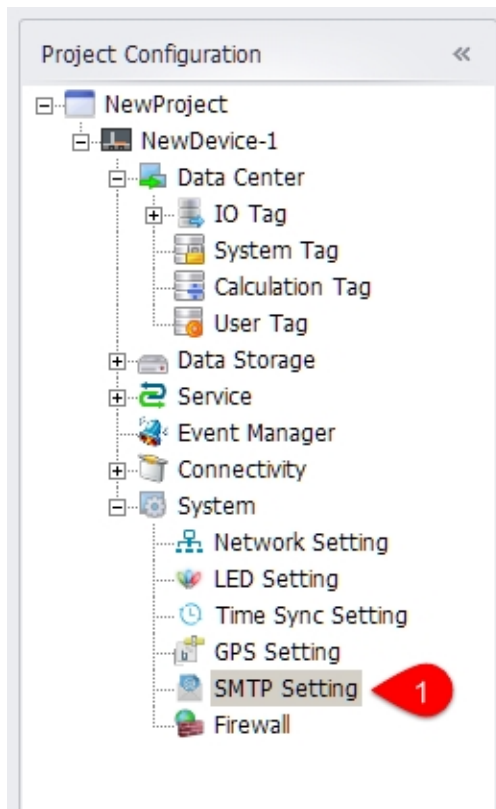 Project Configuration «
NewProject
NewDevice-1
Data Center
IO Tag
System Tag
Calculation Tag
User Tag
Data Storage
Service
Event Manager
Connectivity
System
Network Setting
LED Setting
Time Sync Setting
GPS Setting
SMTP Setting 1
Firewall